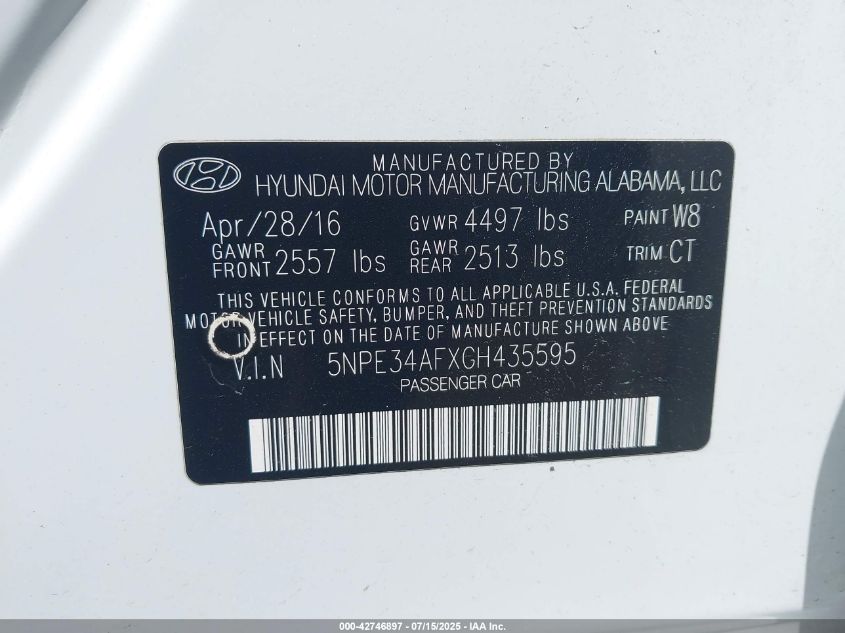 MANUFACTURED BY
HYUNDAI MOTOR MANUFACTURING ALABAMA, LLC
Apr/28/16 GVWR 4497 lbs PAINT W8
GAWR FRONT 2557 lbs GAWR REAR 2513 lbs TRIM CT
THIS VEHICLE CONFORMS TO ALL APPLICABLE U.S.A. FEDERAL
MOTOR VEHICLE SAFETY, BUMPER, AND THEFT PREVENTION STANDARDS
IN EFFECT ON THE DATE OF MANUFACTURE SHOWN ABOVE.
V.I.N 5NPE34AFXGH435595
PASSENGER CAR
000-42746897 - 07/15/2025 - IAA Inc.